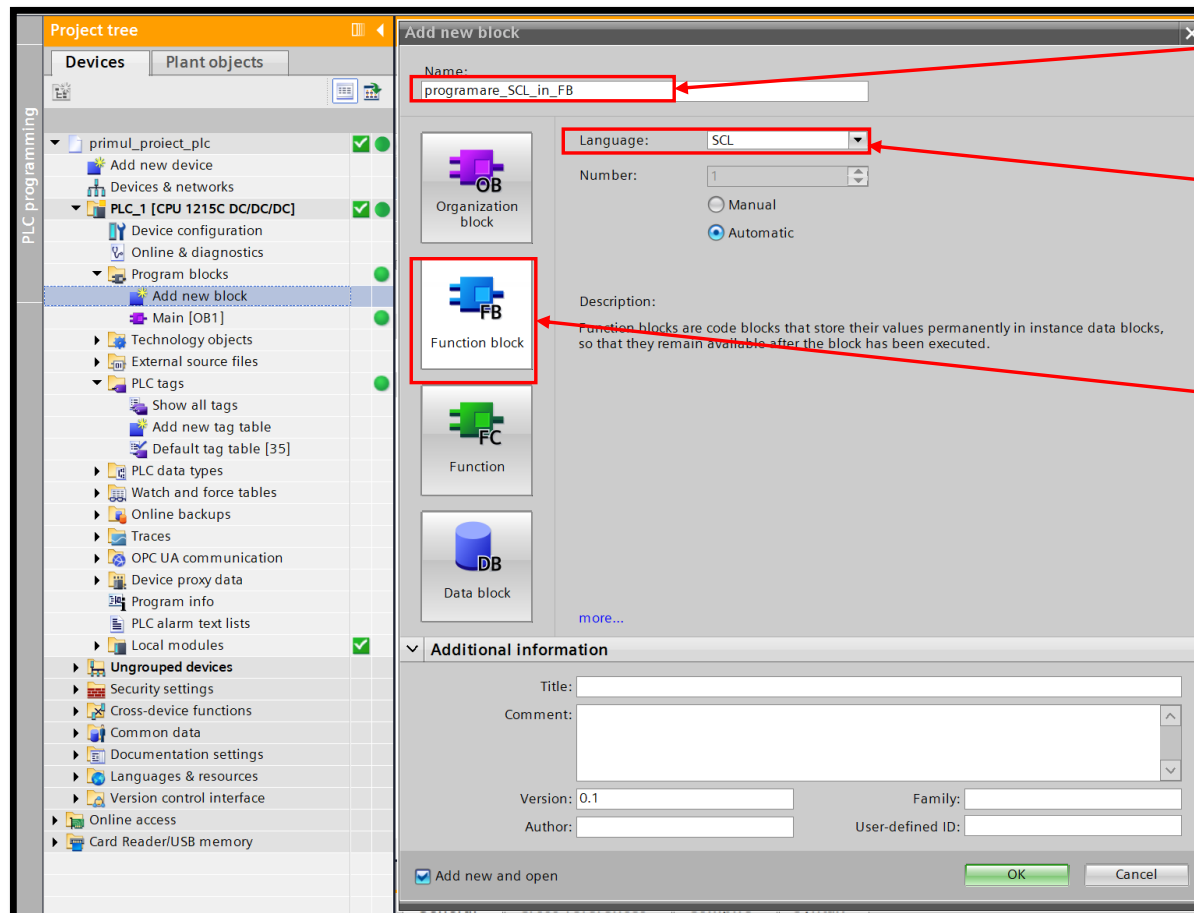 PLC programming
Project tree
Devices
Plant objects
primul_proiect_plc
Add new device
Devices & networks
PLC_1 [CPU 1215C DC/DC/DC]
Device configuration
Online & diagnostics
Program blocks
Add new block
Main [OB1]
Technology objects
External source files
PLC tags
Show all tags
Add new tag table
Default tag table [35]
PLC data types
Watch and force tables
Online backups
Traces
OPC UA communication
Device proxy data
Program info
PLC alarm text lists
Local modules
Ungrouped devices
Security settings
Cross-device functions
Common data
Documentation settings
Languages & resources
Version control interface
Online access
Card Reader/USB memory
Add new block
Name:
programare_SCL_in_FB
OB
Organization
block
FB
Function block
FC
Function
DB
Data block
Language: SCL
Number: 1
Manual
Automatic
Description:
Function blocks are code blocks that store their values permanently in instance data blocks,
so that they remain available after the block has been executed.
more...
Additional information
Title:
Comment:
Version: 0.1
Family:
Author:
User-defined ID:
Add new and open
OK
Cancel